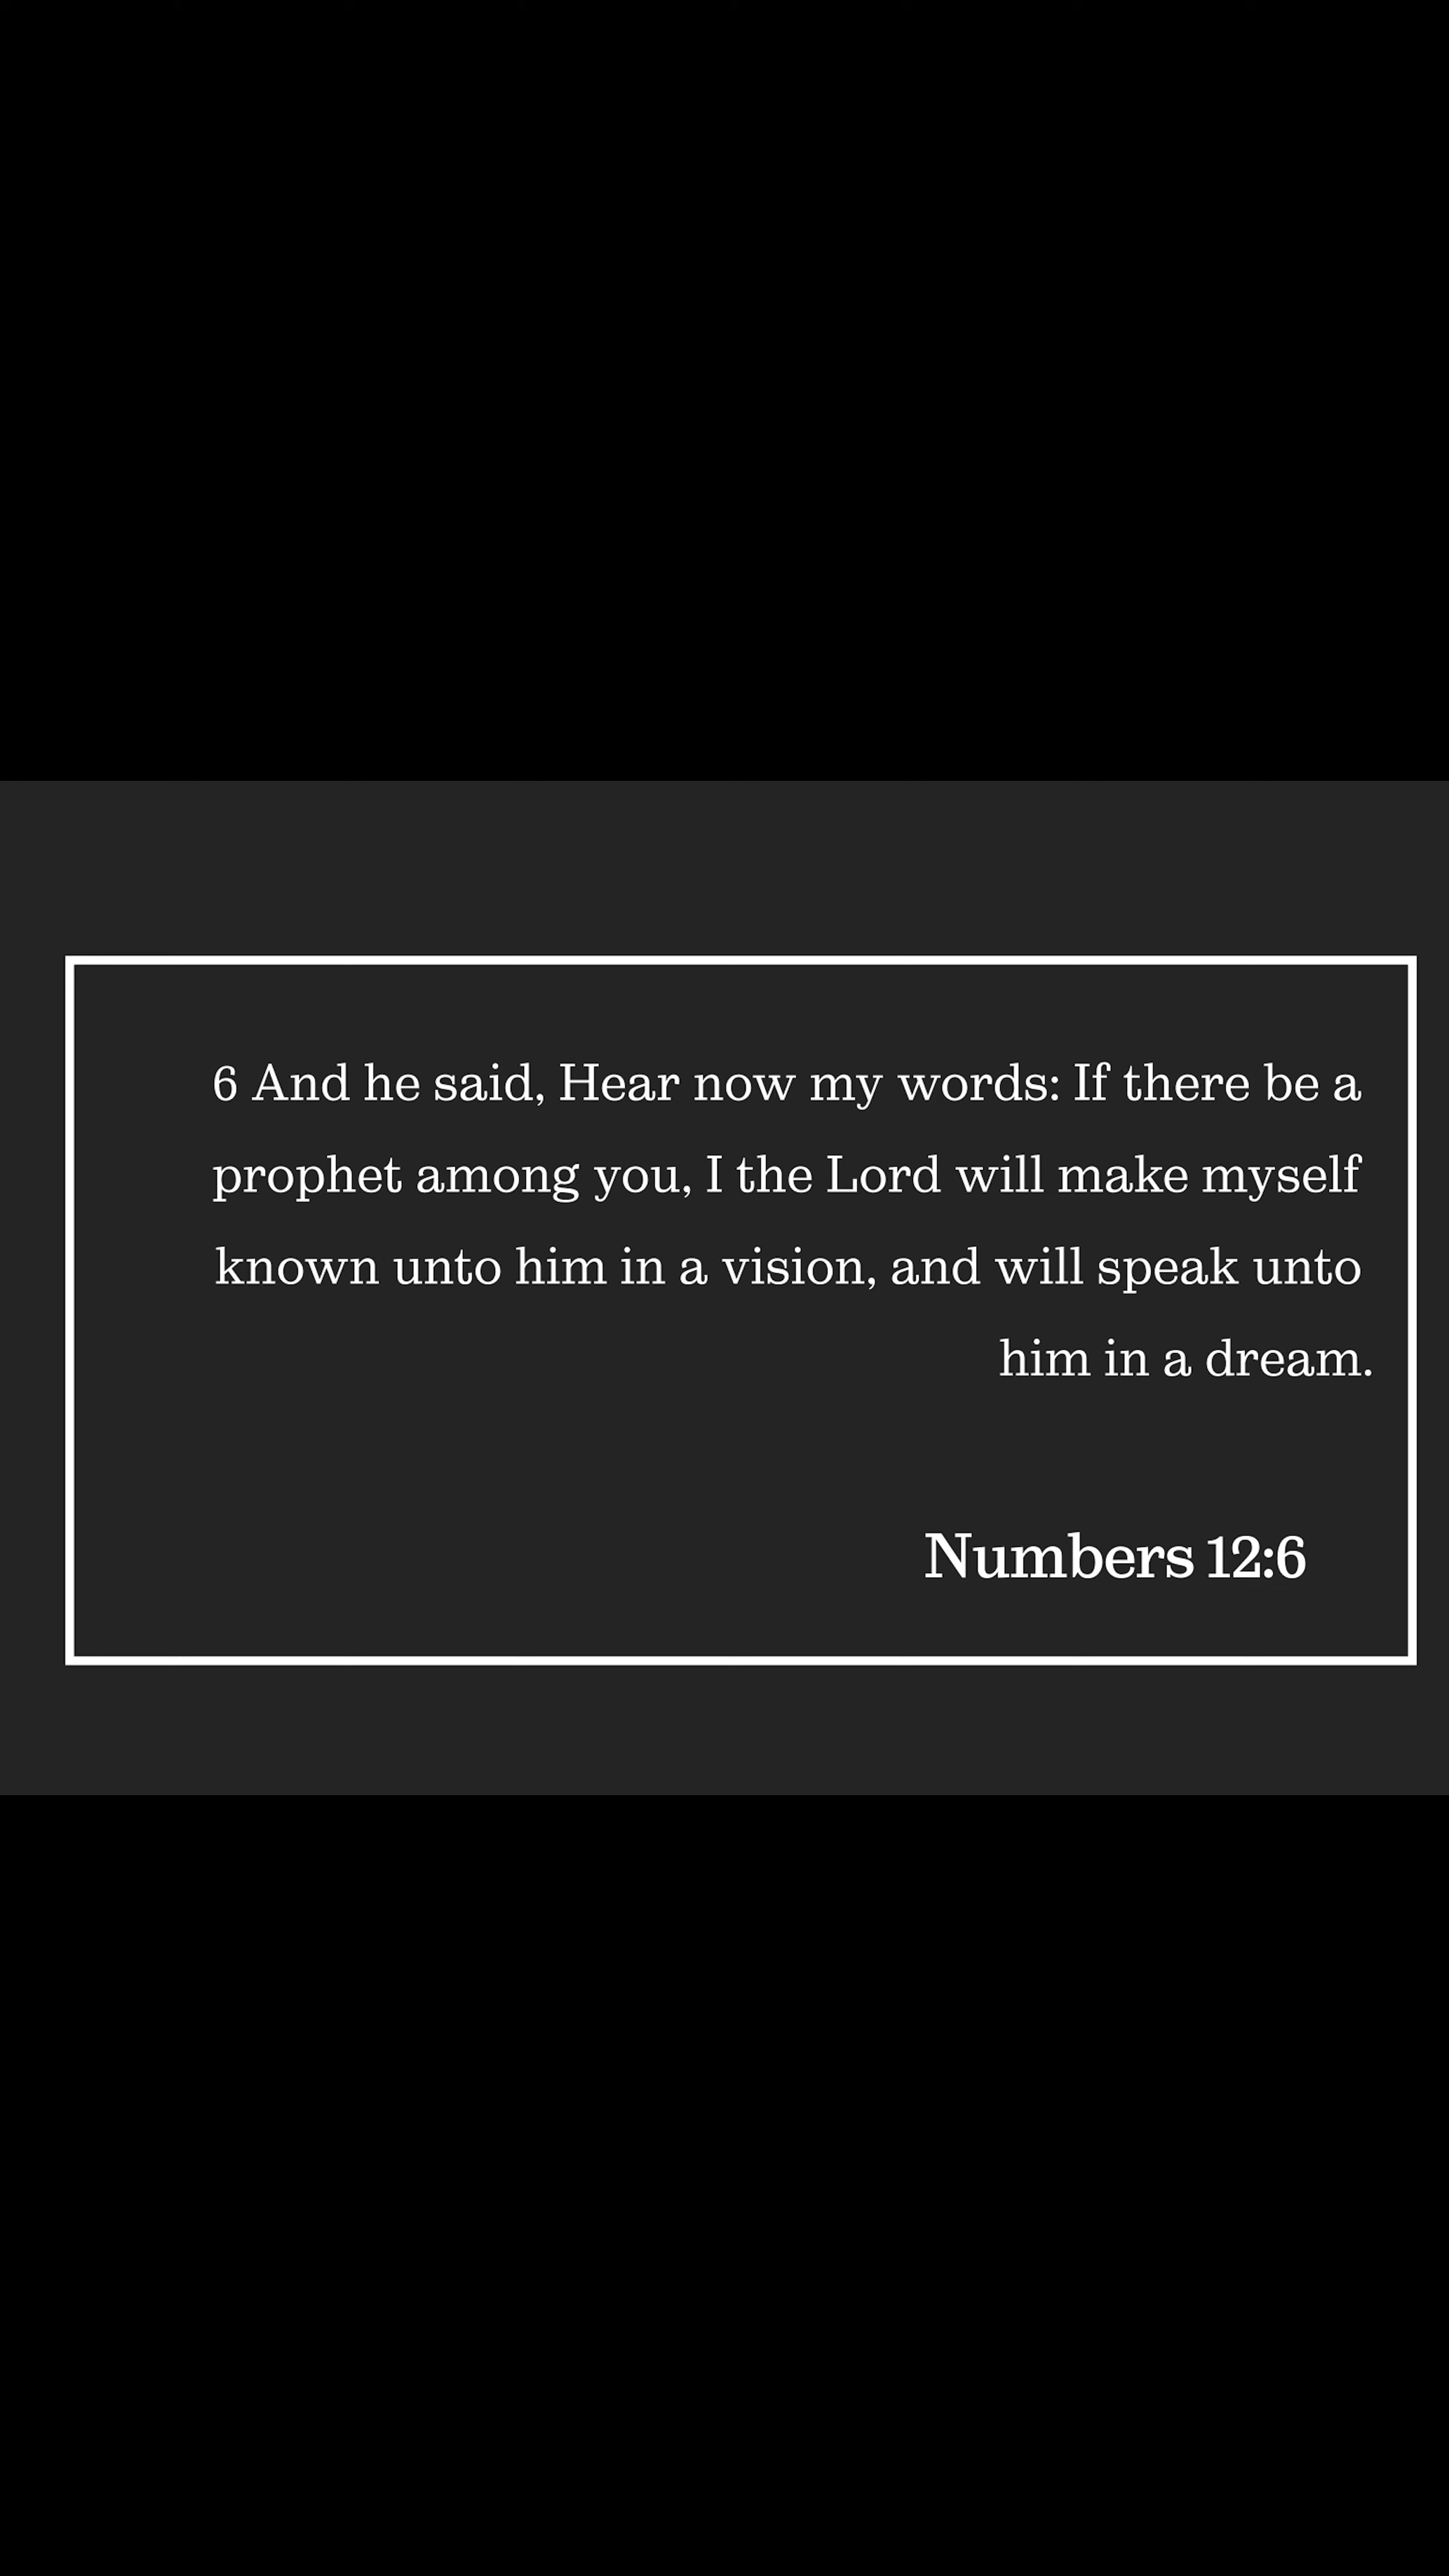 6 And he said, Hear now my words: If there be a
prophet among you, I the Lord will make myself
known unto him in a vision, and will speak unto
him in a dream.
Numbers 12:6